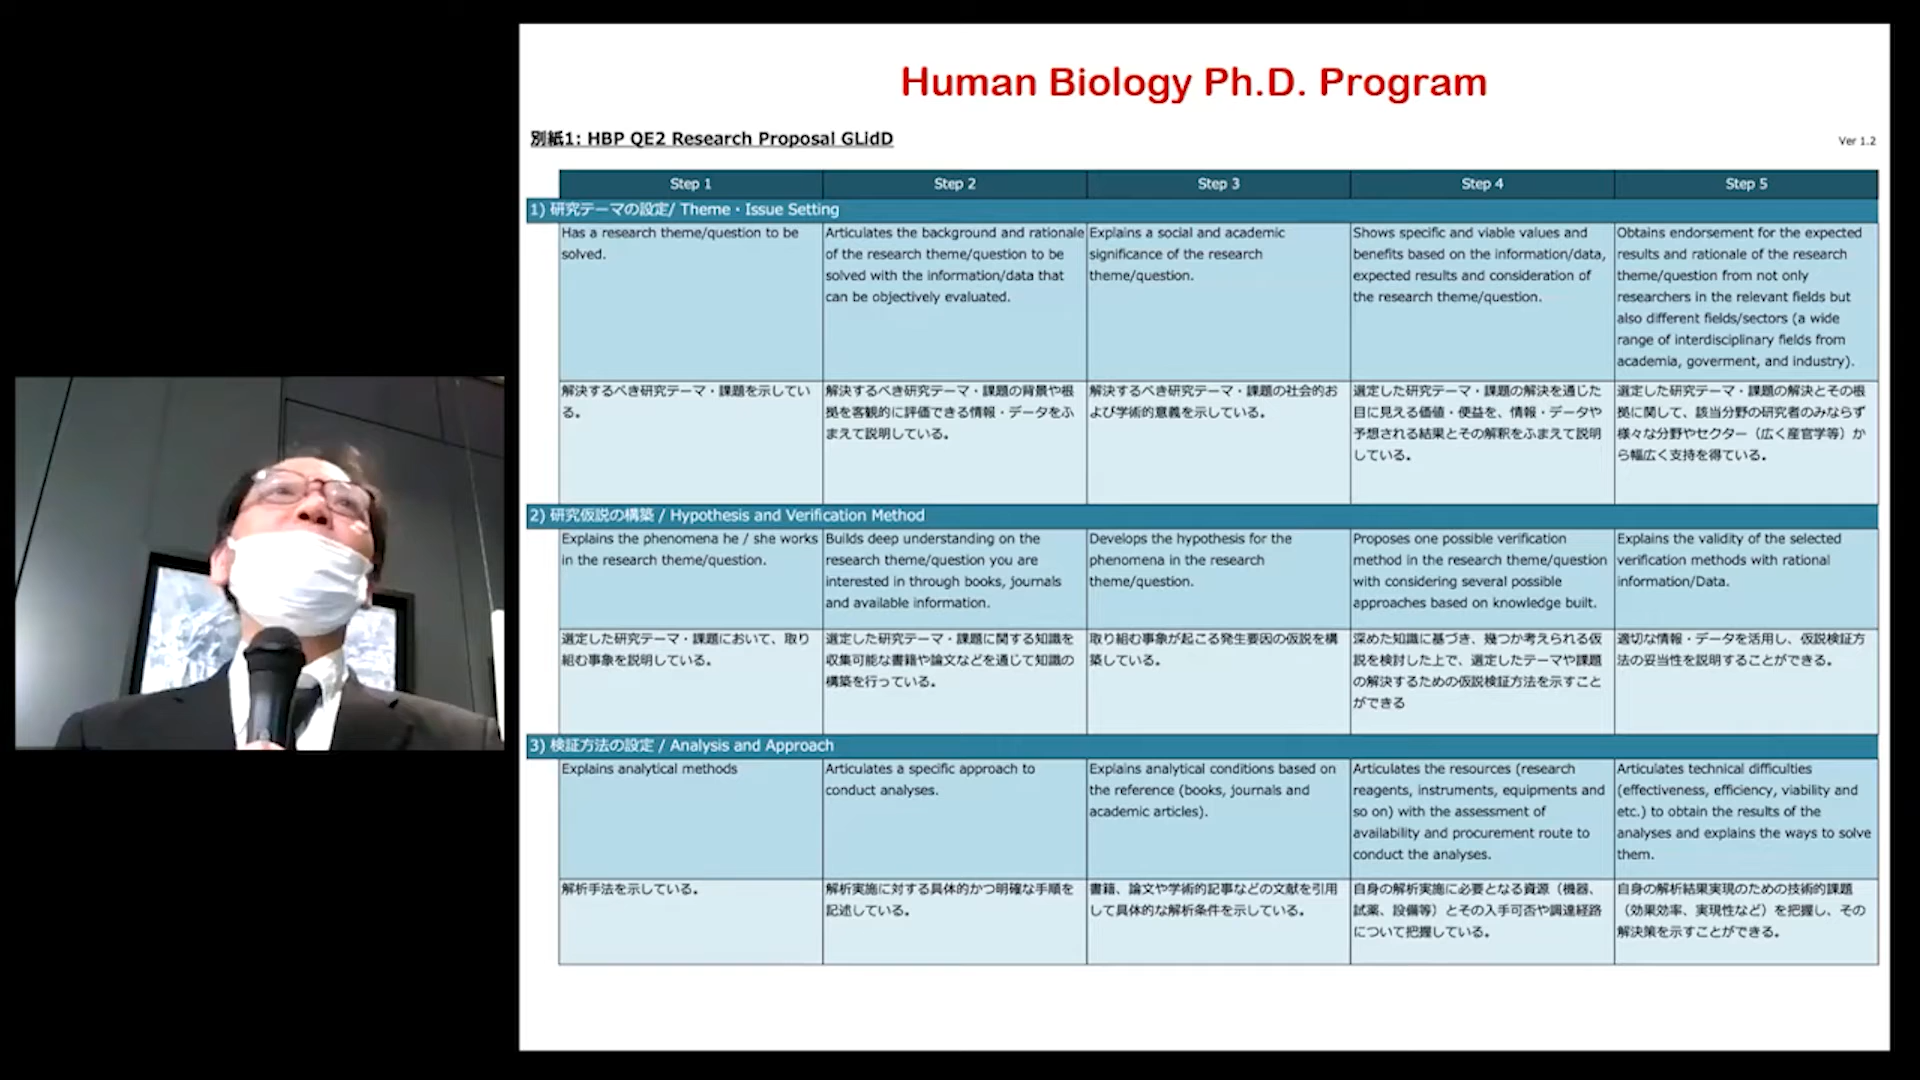 Human Biology Ph.D. Program
別紙1: HBP QE2 Research Proposal GLidD
Ver 1.2
Step 1
Step 2
Step 3
Step 4
Step 5
1) 研究テーマの設定/ Theme・Issue Setting
Has a research theme/question to be
solved.
Articulates the background and rationale
of the research theme/question to be
solved with the information/data that
can be objectively evaluated.
Explains a social and academic
significance of the research
theme/question.
Shows specific and viable values and
benefits based on the information/data,
expected results and consideration of
the research theme/question.
Obtains endorsement for the expected
results and rationale of the research
theme/question from not only
researchers in the relevant fields but
also different fields/sectors (a wide
range of interdisciplinary fields from
academia, goverment, and industry).
解決するべき研究テーマ・課題を示してい
る。
解決するべき研究テーマ・課題の背景や根
拠を客観的に評価できる情報・データをふ
まえて説明している。
解決するべき研究テーマ・課題の社会的お
よび学術的意義を示している。
選定した研究テーマ・課題の解決を通じた
目に見える価値・便益を、情報・データや
予想される結果とその解釈をふまえて説明
している。
選定した研究テーマ・課題の解決とその根
拠に関して、該当分野の研究者のみならず
様々な分野やセクター（広く産官学等）か
ら幅広く支持を得ている。
2) 研究仮説の構築 / Hypothesis and Verification Method
Explains the phenomena he / she works
in the research theme/question.
Builds deep understanding on the
research theme/question you are
interested in through books, journals
and available information.
Develops the hypothesis for the
phenomena in the research
theme/question.
Proposes one possible verification
method in the research theme/question
with considering several possible
approaches based on knowledge built.
Explains the validity of the selected
verification methods with rational
information/Data.
選定した研究テーマ・課題において、取り
組む事象を説明している。
選定した研究テーマ・課題に関する知識を
収集可能な書籍や論文などを通じて知識の
構築を行っている。
取り組む事象が起こる発生要因の仮説を構
築している。
深めた知識に基づき、幾つか考えられる仮
説を検討した上で、選定したテーマや課題
の解決するための仮説検証方法を示すこと
ができる
適切な情報・データを活用し、仮説検証方
法の妥当性を説明することができる。
3) 検証方法の設定 / Analysis and Approach
Explains analytical methods
Articulates a specific approach to
conduct analyses.
Explains analytical conditions based on
the reference (books, journals and
academic articles).
Articulates the resources (research
reagents, instruments, equipments and
so on) with the assessment of
availability and procurement route to
conduct the analyses.
Articulates technical difficulties
(effectiveness, efficiency, viability and
etc.) to obtain the results of the
analyses and explains the ways to solve
them.
解析手法を示している。
解析実施に対する具体的かつ明確な手順を
記述している。
書籍、論文や学術的記事などの文献を引用
して具体的な解析条件を示している。
自身の解析実施に必要となる資源（機器、
試薬、設備等）とその入手可否や調達経路
について把握している。
自身の解析結果実現のための技術的課題
（効果効率、実現性など）を把握し、その
解決策を示すことができる。